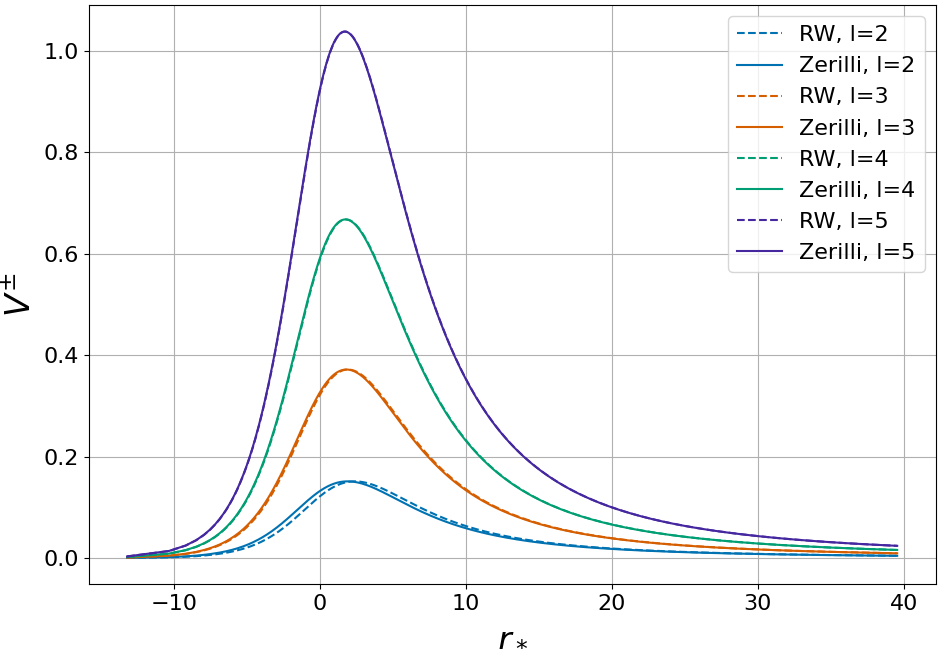 RW, l=2
Zerilli, l=2
RW, l=3
Zerilli, l=3
RW, l=4
Zerilli, l=4
RW, l=5
Zerilli, l=5
1.0
0.8
0.6
0.4
0.2
0.0
V±
−10 0 10 20 30 40
r*